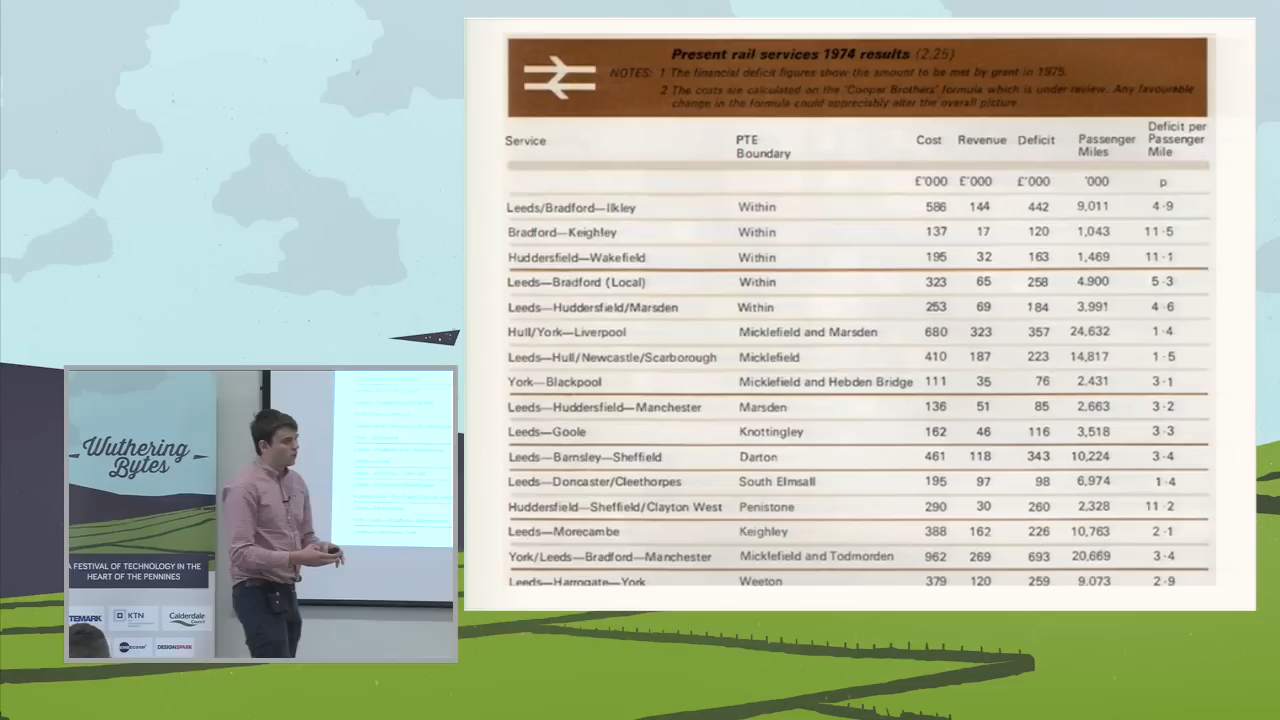 Present rail services 1974 results (2.25)
NOTES: 1 The financial deficit figures show the amount to be met by grant in 1975.
2 The costs are calculated on the 'Cooper Brothers' formula which is under review. Any favourable
change in the formula could appreciably alter the overall picture.
Service PTE Boundary Cost Revenue Deficit Passenger Miles Deficit per Passenger Mile
£'000 £'000 £'000 '000 p
Leeds/Bradford—Ilkley Within 586 144 442 9,011 4·9
Bradford—Keighley Within 137 17 120 1,043 11·5
Huddersfield—Wakefield Within 195 32 163 1,469 11·1
Leeds—Bradford (Local) Within 323 65 258 4.900 5·3
Leeds—Huddersfield/Marsden Within 253 69 184 3,991 4·6
Hull/York—Liverpool Micklefield and Marsden 680 323 357 24,632 1·4
Leeds—Hull/Newcastle/Scarborough Micklefield 410 187 223 14,817 1·5
York—Blackpool Micklefield and Hebden Bridge 111 35 76 2,431 3·1
Leeds—Huddersfield—Manchester Marsden 136 51 85 2,663 3·2
Leeds—Goole Knottingley 162 46 116 3,518 3·3
Leeds—Barnsley—Sheffield Darton 461 118 343 10,224 3·4
Leeds—Doncaster/Cleethorpes South Elmsall 195 97 98 6,974 1·4
Huddersfield—Sheffield/Clayton West Penistone 290 30 260 2,328 11·2
Leeds—Morecambe Keighley 388 162 226 10,763 2·1
York/Leeds—Bradford—Manchester Micklefield and Todmorden 962 269 693 20,669 3·4
Leeds—Harrogate—York Weeton 379 120 259 9,073 2·9
Wuthering
Bytes
A FESTIVAL OF TECHNOLOGY IN THE
HEART OF THE PENNINES
TEMARK KTN Calderdale
Council
DESIGNSPARK